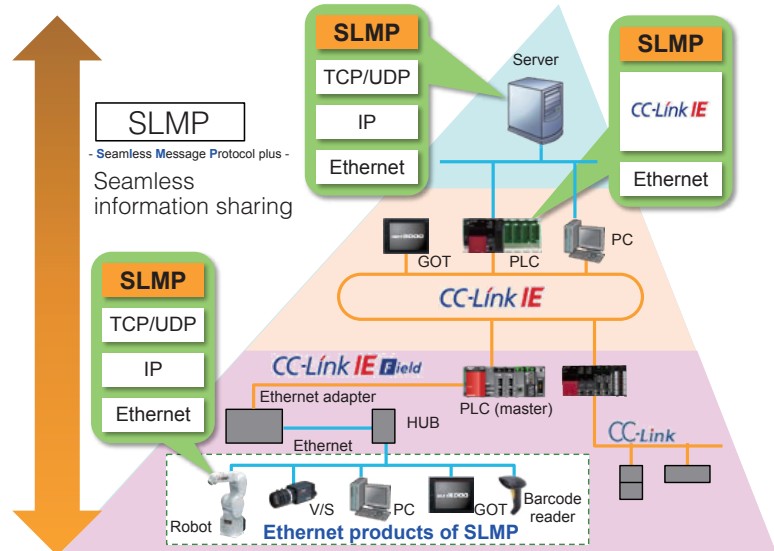 SLMP
TCP/UDP
IP
Ethernet
Server
SLMP
CC-Link IE
Ethernet
SLMP
- Seamless Message Protocol plus -
Seamless
information sharing
GOT
PLC
PC
CC-Link IE
SLMP
TCP/UDP
IP
Ethernet
CC-Link IE Field
Ethernet adapter
PLC (master)
HUB
Ethernet
CC-Link
Robot
V/S
PC
GOT
Barcode
reader
Ethernet products of SLMP